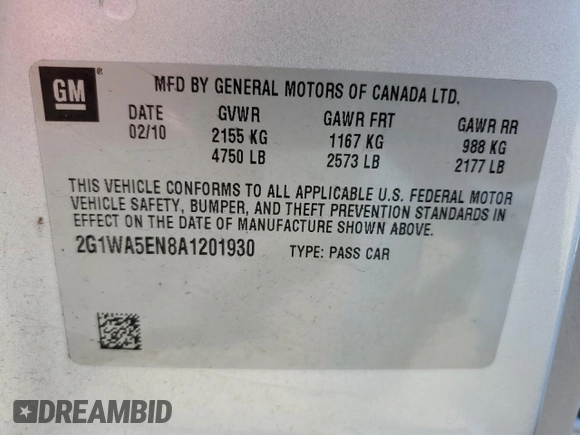 GM
MFD BY GENERAL MOTORS OF CANADA LTD.
DATE GVWR GAWR FRT GAWR RR
02/10 2155 KG 1167 KG 988 KG
4750 LB 2573 LB 2177 LB
THIS VEHICLE CONFORMS TO ALL APPLICABLE U.S. FEDERAL MOTOR
VEHICLE SAFETY, BUMPER, AND THEFT PREVENTION STANDARDS IN
EFFECT ON THE DATE OF MANUFACTURE SHOWN ABOVE.
2G1WA5EN8A1201930 TYPE: PASS CAR
DREAMBID